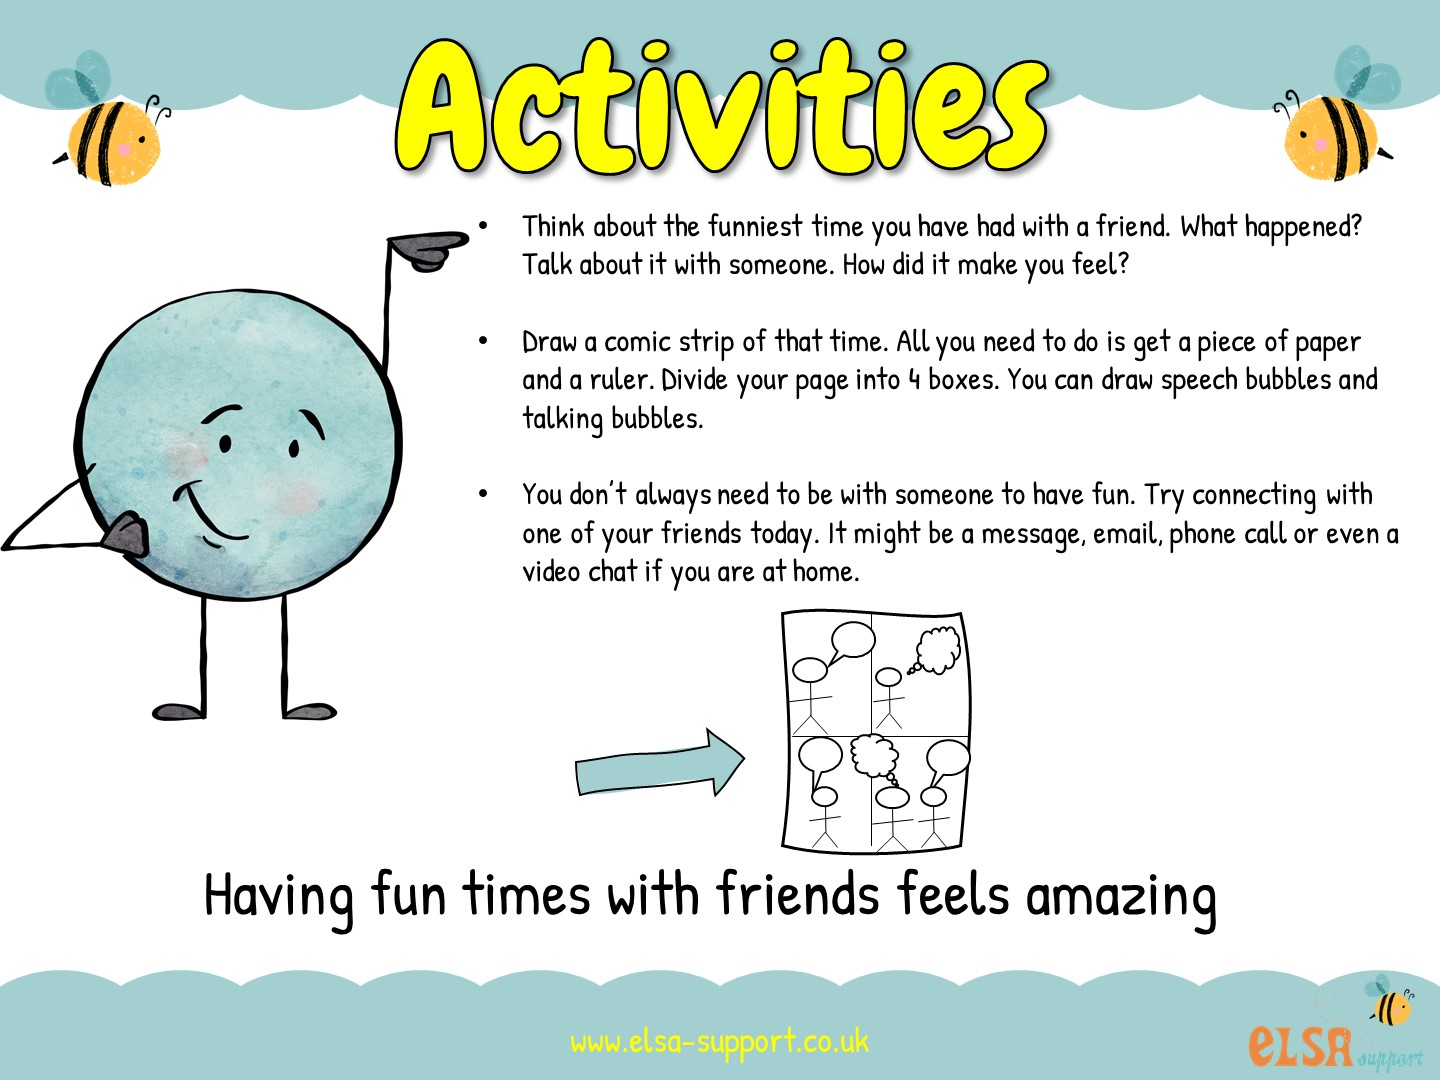 Activities
• Think about the funniest time you have had with a friend. What happened?
Talk about it with someone. How did it make you feel?
• Draw a comic strip of that time. All you need to do is get a piece of paper
and a ruler. Divide your page into 4 boxes. You can draw speech bubbles and
talking bubbles.
• You don't always need to be with someone to have fun. Try connecting with
one of your friends today. It might be a message, email, phone call or even a
video chat if you are at home.
Having fun times with friends feels amazing
www.elsa-support.co.uk
ELSA support